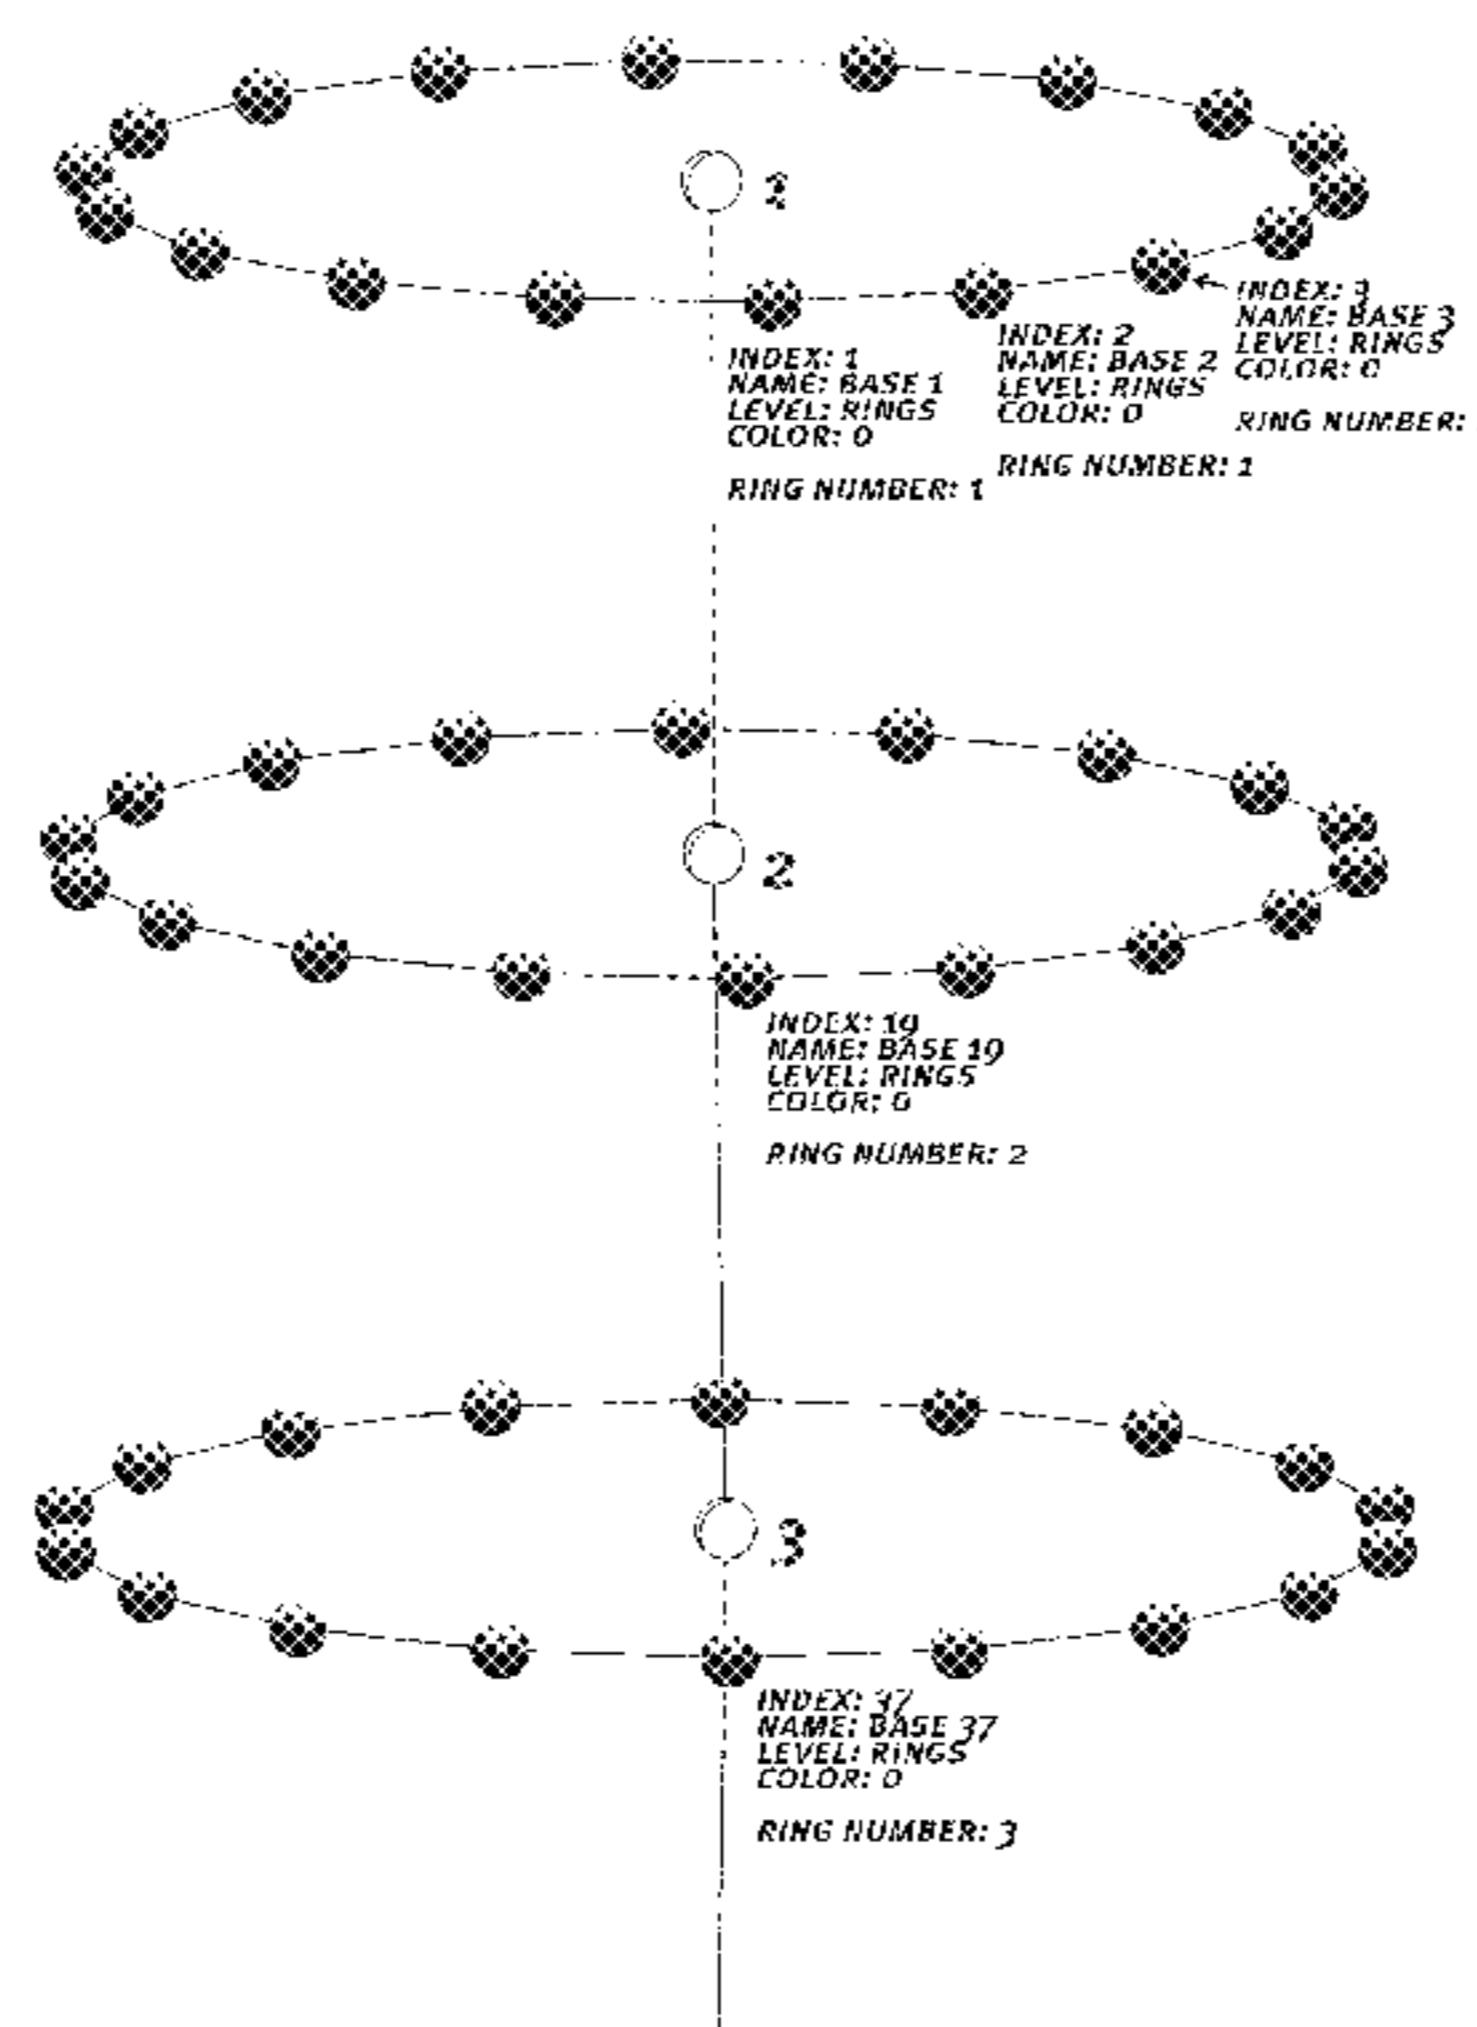 2
INDEX: 1
NAME: BASE 1
LEVEL: RINGS
COLOR: 0
RING NUMBER: 1
INDEX: 2
NAME: BASE 2
LEVEL: RINGS
COLOR: 0
RING NUMBER: 1
INDEX: 3
NAME: BASE 3
LEVEL: RINGS
COLOR: 0
RING NUMBER:
2
INDEX: 19
NAME: BASE 19
LEVEL: RINGS
COLOR: 0
RING NUMBER: 2
3
INDEX: 37
NAME: BASE 37
LEVEL: RINGS
COLOR: 0
RING NUMBER: 3